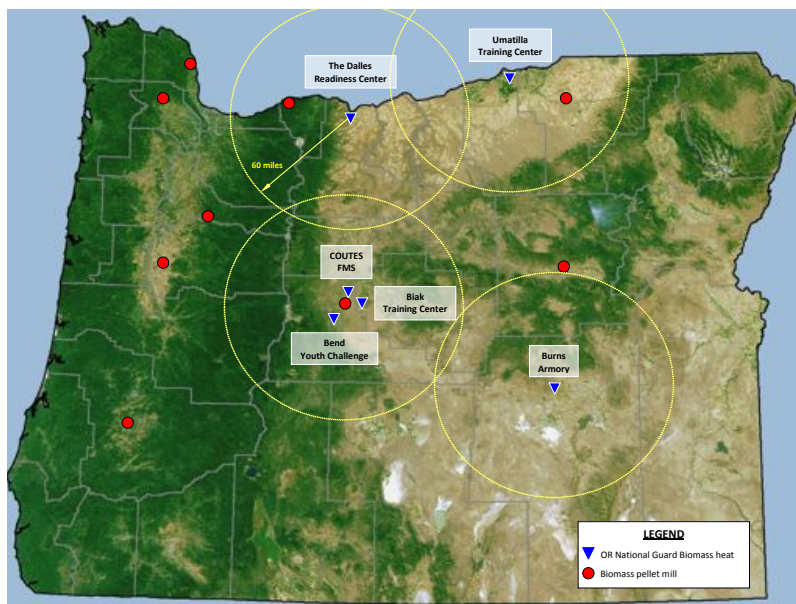 Umatilla
Training Center
The Dalles
Readiness Center
60 miles
COUTES
FMS
Biak
Training Center
Bend
Youth Challenge
Burns
Armory
LEGEND
OR National Guard Biomass heat
Biomass pellet mill